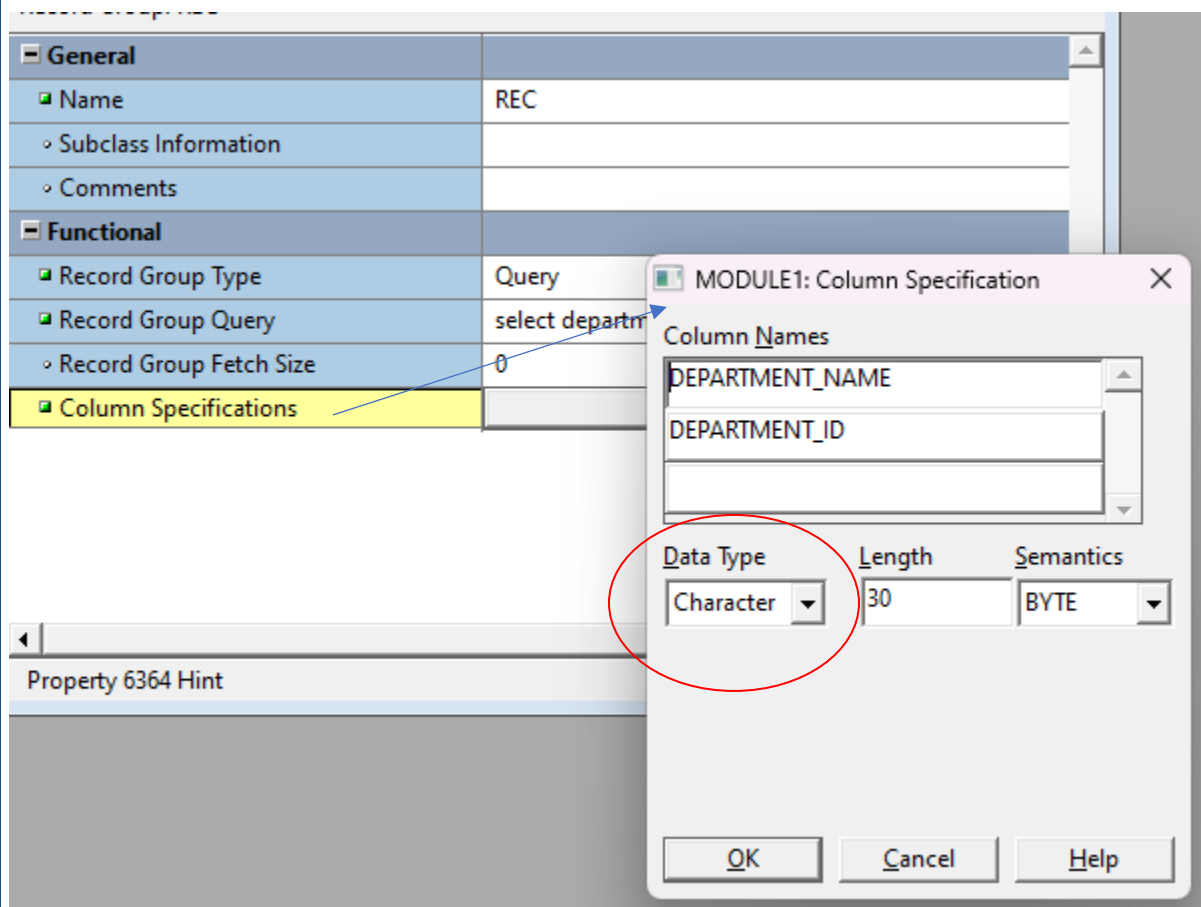 General
Name REC
Subclass Information
Comments
Functional
Record Group Type Query
Record Group Query select departm
Record Group Fetch Size 0
Column Specifications
Property 6364 Hint
MODULE1: Column Specification
Column Names
DEPARTMENT_NAME
DEPARTMENT_ID
Data Type Length Semantics
Character 30 BYTE
OK Cancel Help